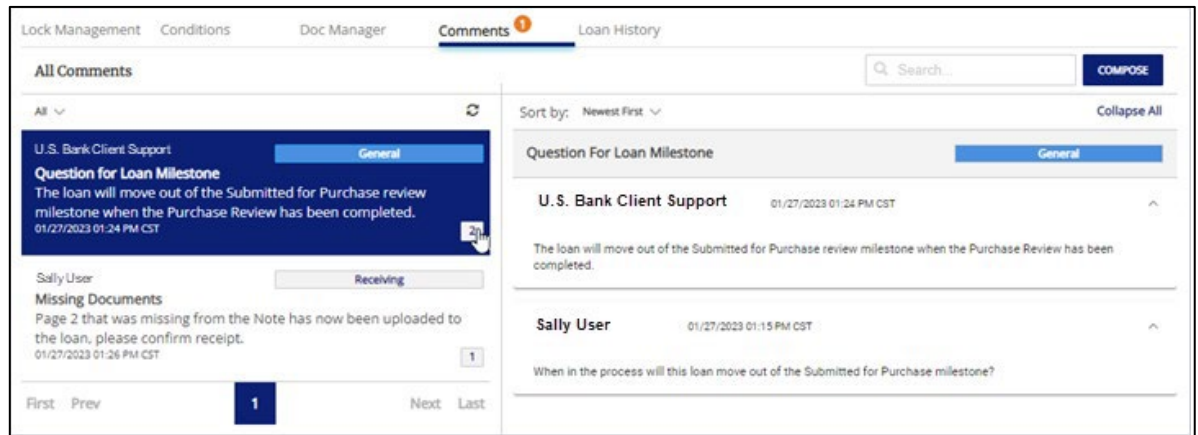 Lock Management Conditions Doc Manager Comments 1 Loan History
All Comments
Search...
COMPOSE
All
Sort by: Newest First
Collapse All
U.S. Bank Client Support
General
Question for Loan Milestone
The loan will move out of the Submitted for Purchase review
milestone when the Purchase Review has been completed.
01/27/2023 01:24 PM CST
2
Sally User
Receiving
Missing Documents
Page 2 that was missing from the Note has now been uploaded to
the loan, please confirm receipt.
01/27/2023 01:26 PM CST
1
First Prev 1 Next Last
Question For Loan Milestone
General
U.S. Bank Client Support 01/27/2023 01:24 PM CST
The loan will move out of the Submitted for Purchase review milestone when the Purchase Review has been
completed.
Sally User 01/27/2023 01:15 PM CST
When in the process will this loan move out of the Submitted for Purchase milestone?